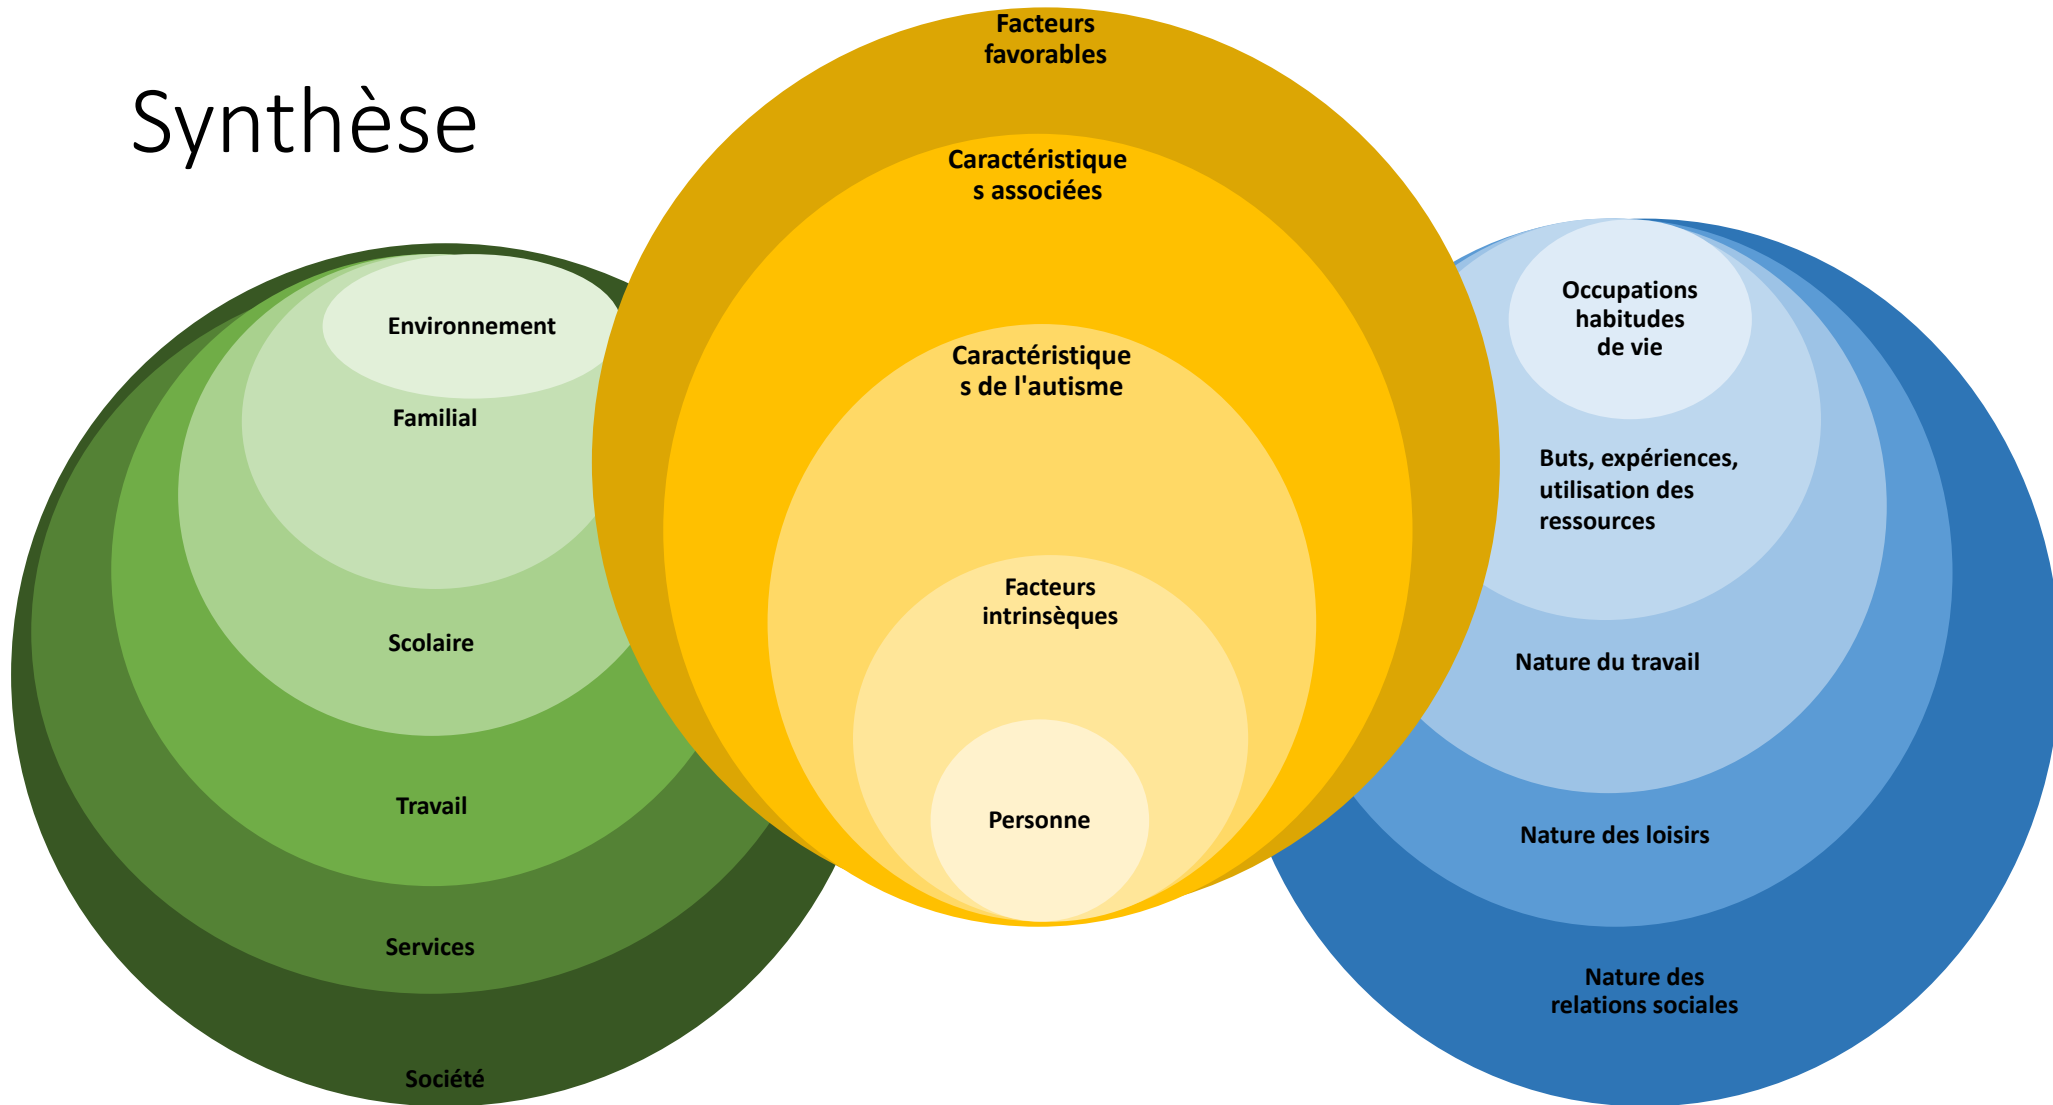 Synthèse
Facteurs
favorables
Caractéristique
s associées
Caractéristique
s de l'autisme
Facteurs
intrinsèques
Personne
Environnement
Familial
Scolaire
Travail
Services
Société
Occupations
habitudes
de vie
Buts, expériences,
utilisation des
ressources
Nature du travail
Nature des loisirs
Nature des
relations sociales